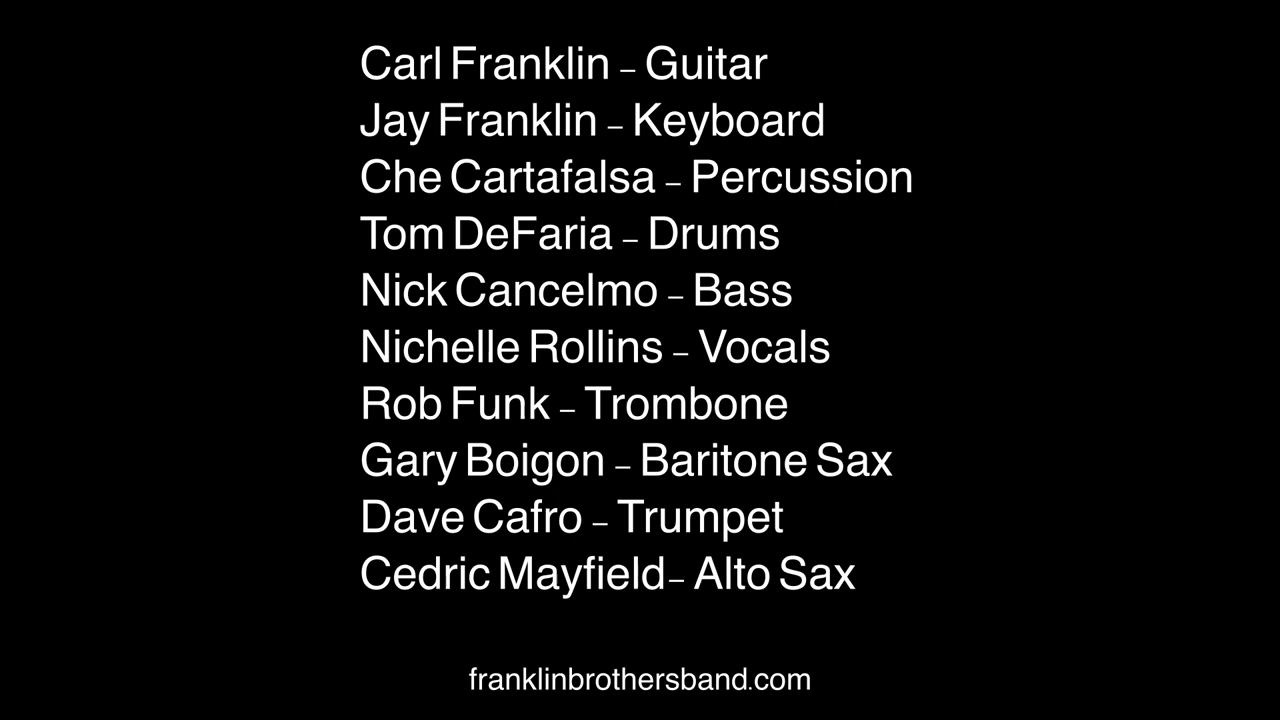 Carl Franklin – Guitar
Jay Franklin – Keyboard
Che Cartafalsa – Percussion
Tom DeFaria – Drums
Nick Cancelmo – Bass
Nichelle Rollins – Vocals
Rob Funk – Trombone
Gary Boigon – Baritone Sax
Dave Cafro – Trumpet
Cedric Mayfield– Alto Sax
franklinbrothersband.com